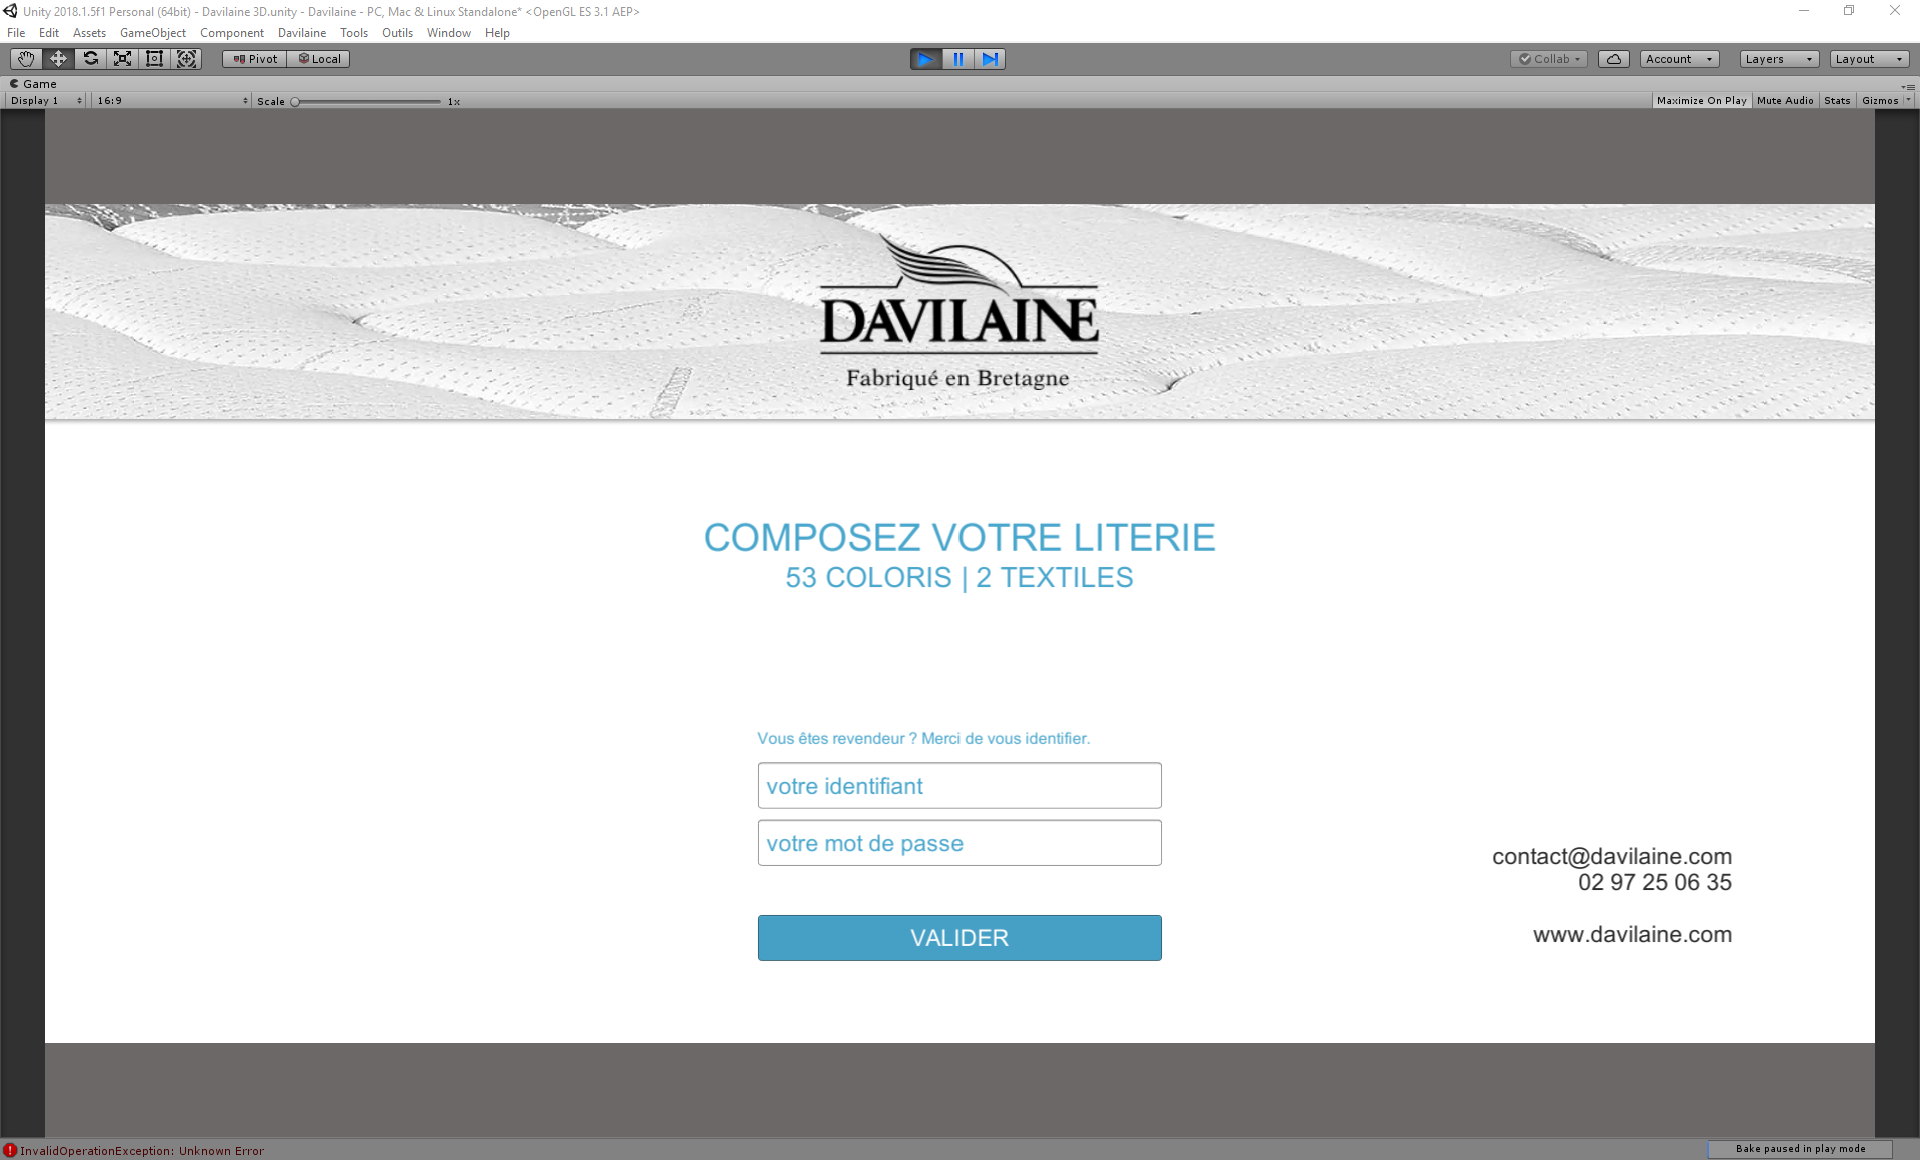 Unity 2018.1.5f1 Personal (64bit) - Davilaine 3D.unity - Davilaine - PC, Mac & Linux Standalone* <OpenGL ES 3.1 AEP>
File Edit Assets GameObject Component Davilaine Tools Outils Window Help
Pivot Local Collab Account Layers Layout
Game
Display 1 16:9 Scale 1x Maximize On Play Mute Audio Stats Gizmos
DAVILAINE
Fabriqué en Bretagne
COMPOSEZ VOTRE LITERIE
53 COLORIS | 2 TEXTILES
Vous êtes revendeur ? Merci de vous identifier.
votre identifiant
votre mot de passe
VALIDER
contact@davilaine.com
02 97 25 06 35
www.davilaine.com
InvalidOperationException: Unknown Error
Bake paused in play mode